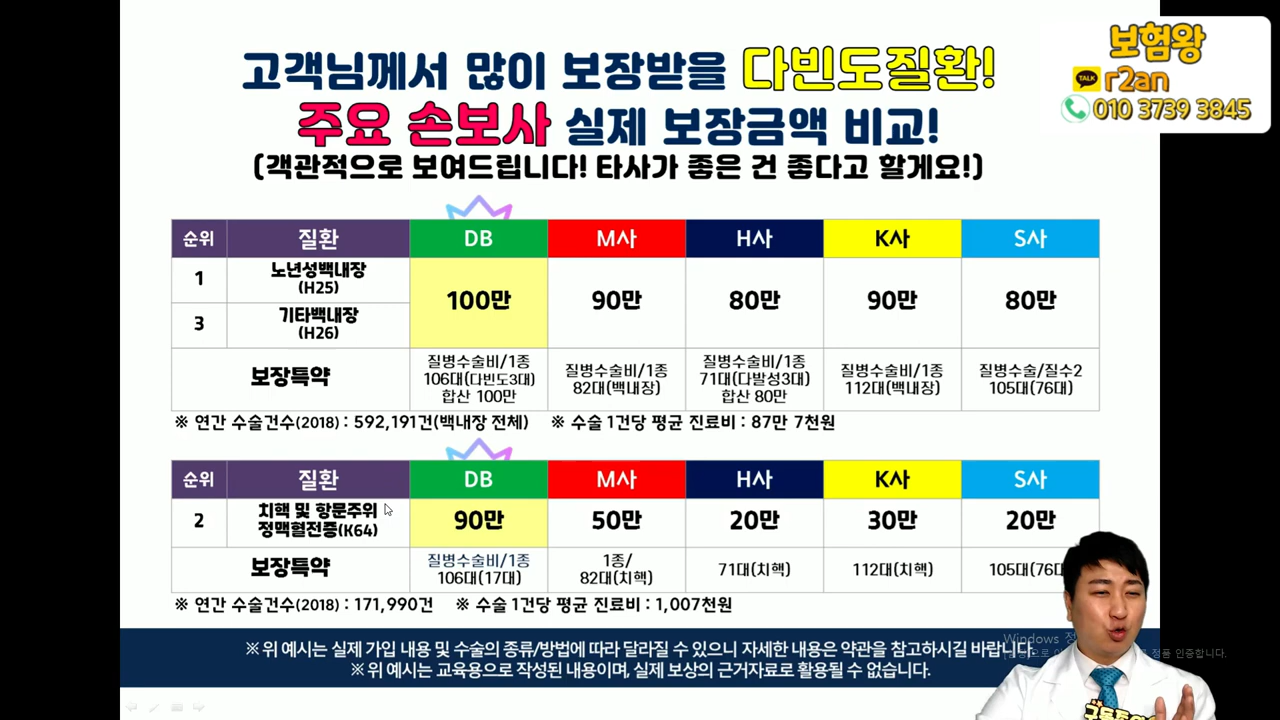 보험왕
TALK r2an
010 3739 3845
고객님께서 많이 보장받을 다빈도질환!
주요 손보사 실제 보장금액 비교!
(객관적으로 보여드립니다! 타사가 좋은 건 좋다고 할게요!)
순위 질환 DB M사 H사 K사 S사
1 노년성백내장
(H25)
100만 90만 80만 90만 80만
3 기타백내장
(H26)
보장특약
질병수술비/1종
106대(다빈도3대)
합산 100만
질병수술비/1종
82대(백내장)
질병수술비/1종
71대(다발성3대)
합산 80만
질병수술비/1종
112대(백내장)
질병수술/질수2
105대(76대)
※ 연간 수술건수(2018) : 592,191건(백내장 전체) ※ 수술 1건당 평균 진료비 : 87만 7천원
순위 질환 DB M사 H사 K사 S사
2 치핵 및 항문주위
정맥혈전증(K64)
90만 50만 20만 30만 20만
보장특약
질병수술비/1종
106대(17대)
1종/
82대(치핵)
71대(치핵)
112대(치핵)
105대(76대
※ 연간 수술건수(2018) : 171,990건 ※ 수술 1건당 평균 진료비 : 1,007천원
※ 위 예시는 실제 가입 내용 및 수술의 종류/방법에 따라 달라질 수 있으니 자세한 내용은 약관을 참고하시길 바랍니다.
※ 위 예시는 교육용으로 작성된 내용이며, 실제 보상의 근거자료로 활용될 수 없습니다.
Windows 정
정품 인증합니다.